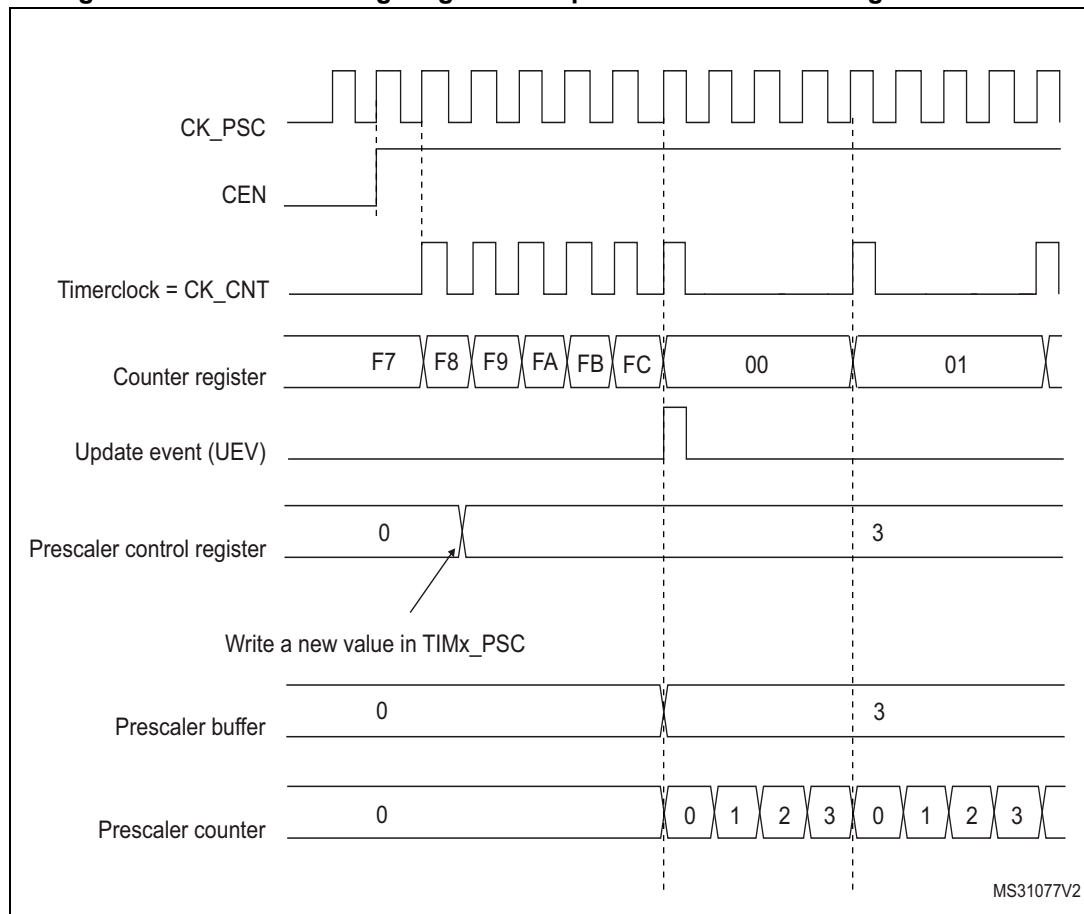 CK_PSC
CEN
Timerclock = CK_CNT
Counter register F7 F8 F9 FA FB FC 00 01
Update event (UEV)
Prescaler control register 0 3
Write a new value in TIMx_PSC
Prescaler buffer 0 3
Prescaler counter 0 0 1 2 3 0 1 2 3
MS31077V2